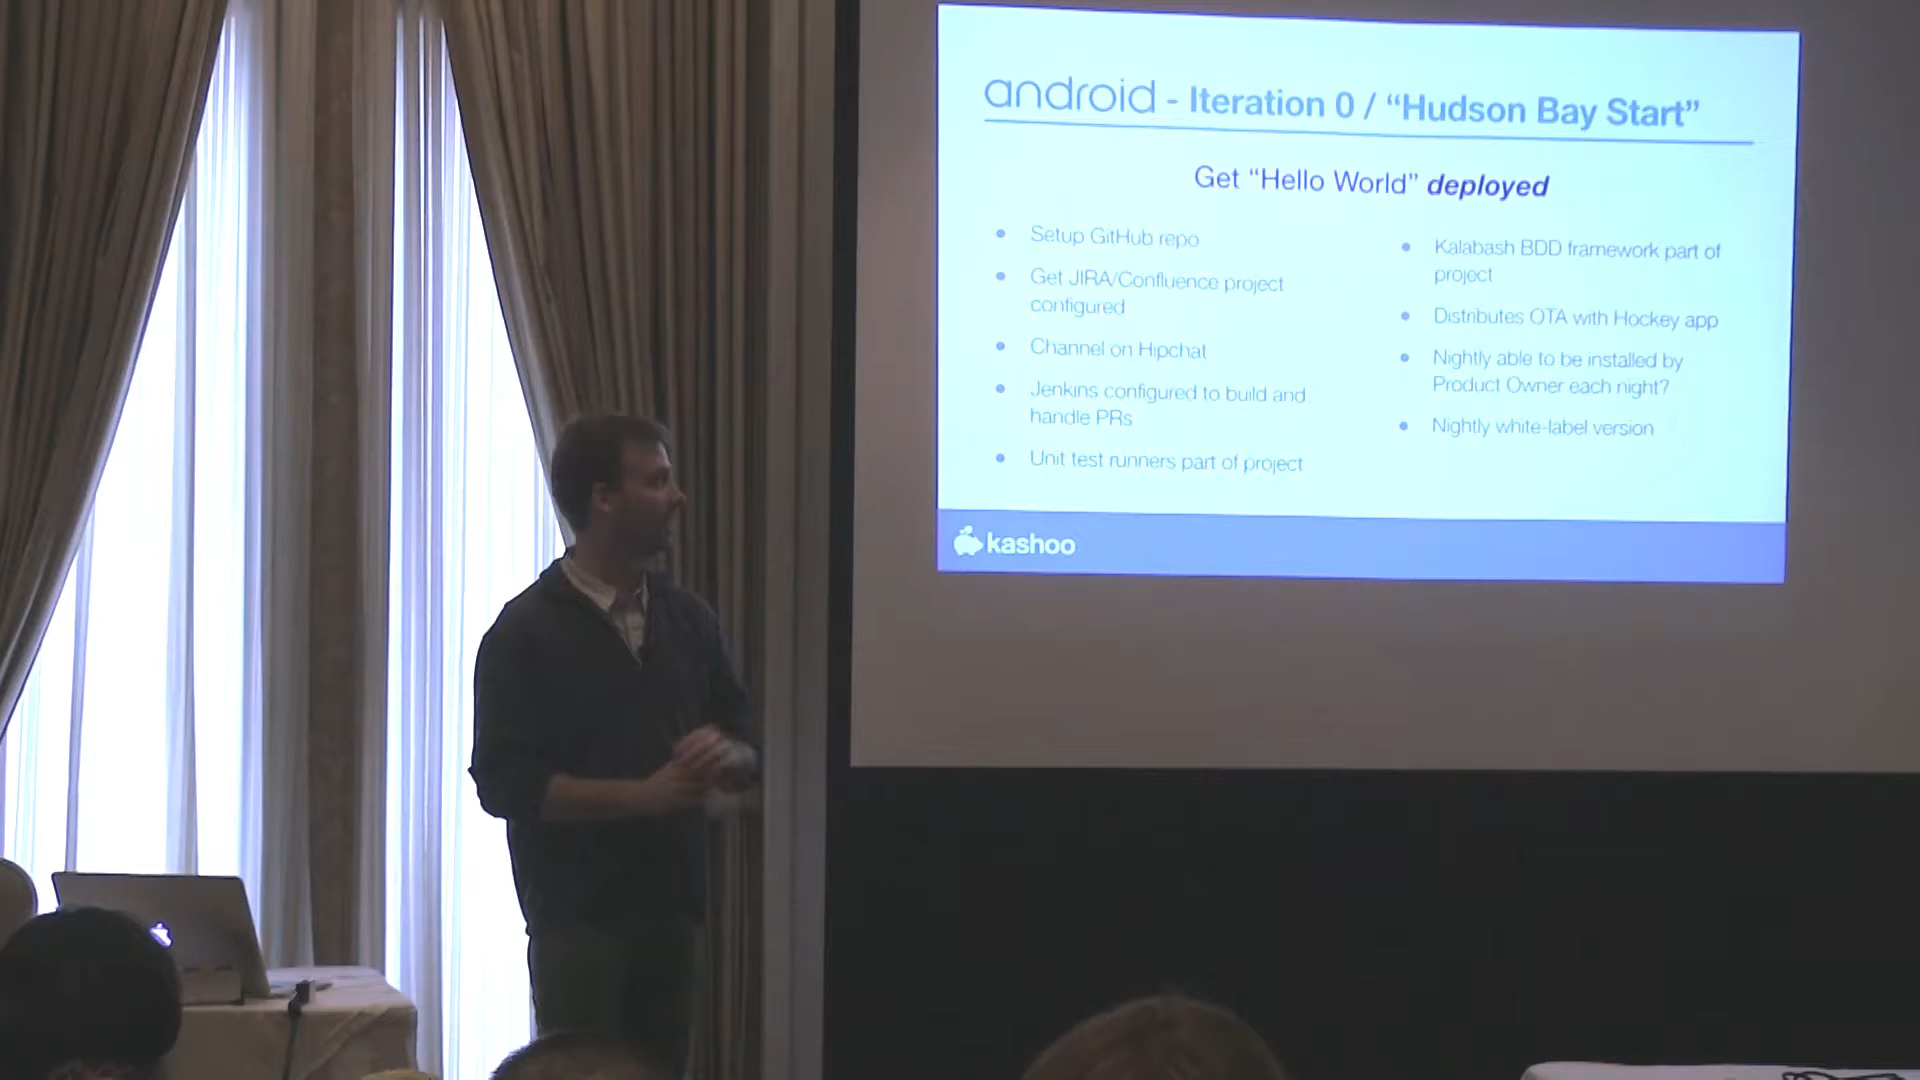 android - Iteration 0 / “Hudson Bay Start”
Get “Hello World” deployed
Setup GitHub repo
Get JIRA/Confluence project
configured
Channel on Hipchat
Jenkins configured to build and
handle PRs
Unit test runners part of project
Kalabash BDD framework part of
project
Distributes OTA with Hockey app
Nightly able to be installed by
Product Owner each night?
Nightly white-label version
kashoo